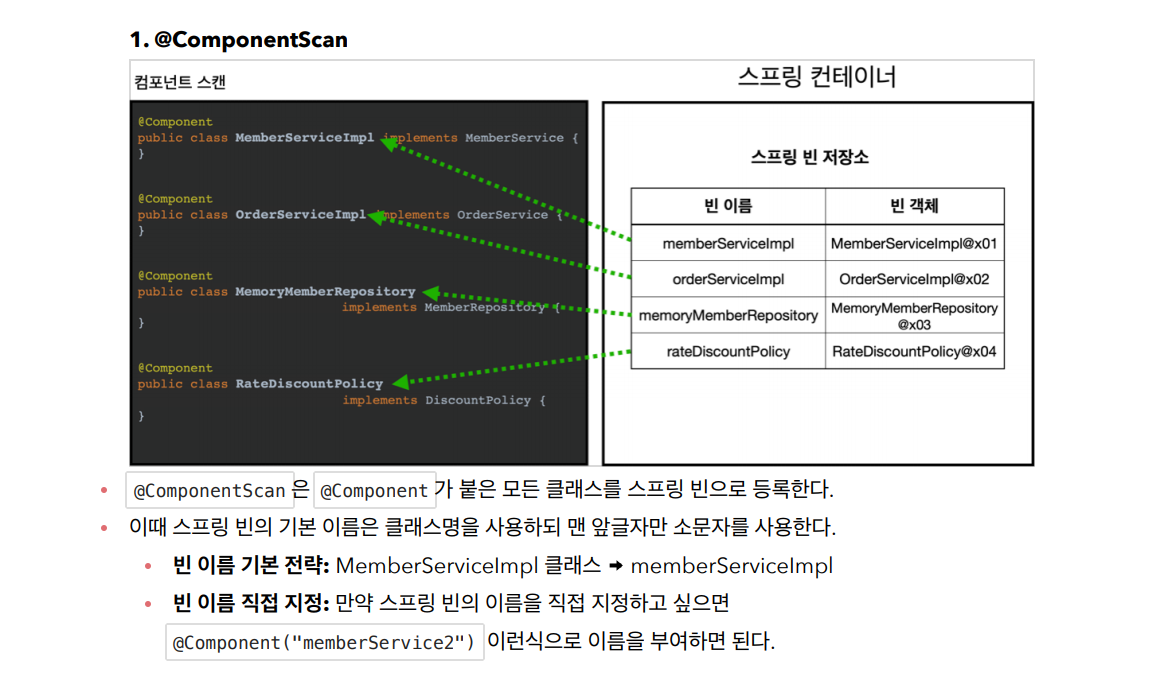 1. @ComponentScan
컴포넌트 스캔
스프링 컨테이너
@Component
public class MemberServiceImpl implements MemberService {
}
@Component
public class OrderServiceImpl implements OrderService {
}
@Component
public class MemoryMemberRepository
implements MemberRepository {
}
@Component
public class RateDiscountPolicy
implements DiscountPolicy {
}
스프링 빈 저장소
빈 이름 빈 객체
memberServiceImpl MemberServiceImpl@x01
orderServiceImpl OrderServiceImpl@x02
memoryMemberRepository MemoryMemberRepository
@x03
rateDiscountPolicy RateDiscountPolicy@x04
• @ComponentScan 은 @Component 가 붙은 모든 클래스를 스프링 빈으로 등록한다.
• 이때 스프링 빈의 기본 이름은 클래스명을 사용하되 맨 앞글자만 소문자를 사용한다.
• 빈 이름 기본 전략: MemberServiceImpl 클래스 ➡ memberServiceImpl
• 빈 이름 직접 지정: 만약 스프링 빈의 이름을 직접 지정하고 싶으면
@Component("memberService2") 이런식으로 이름을 부여하면 된다.